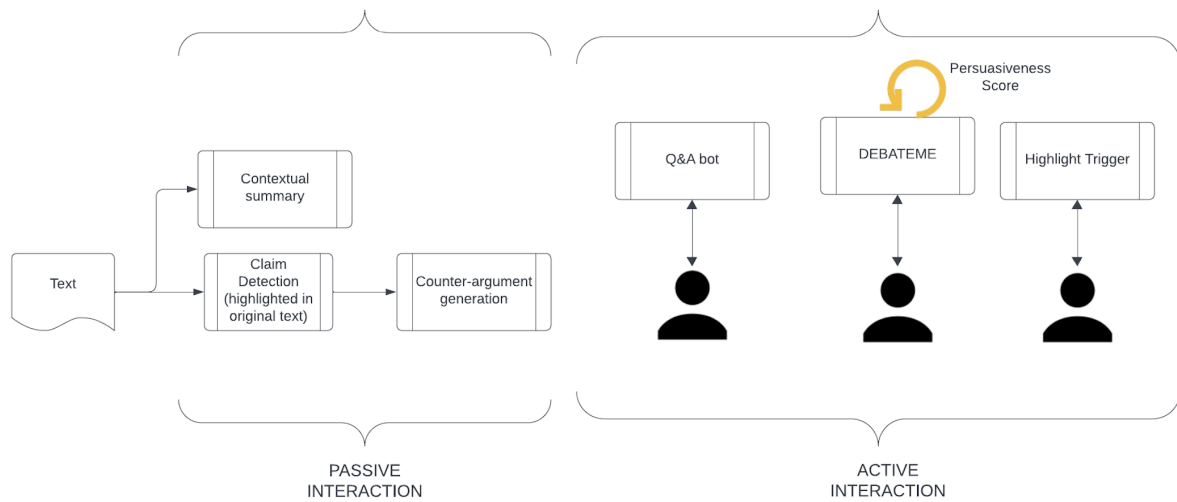 Persuasiveness
Score
Q&A bot
DEBATEME
Highlight Trigger
Contextual
summary
Text
Claim
Detection
(highlighted in
original text)
Counter-argument
generation
PASSIVE
INTERACTION
ACTIVE
INTERACTION